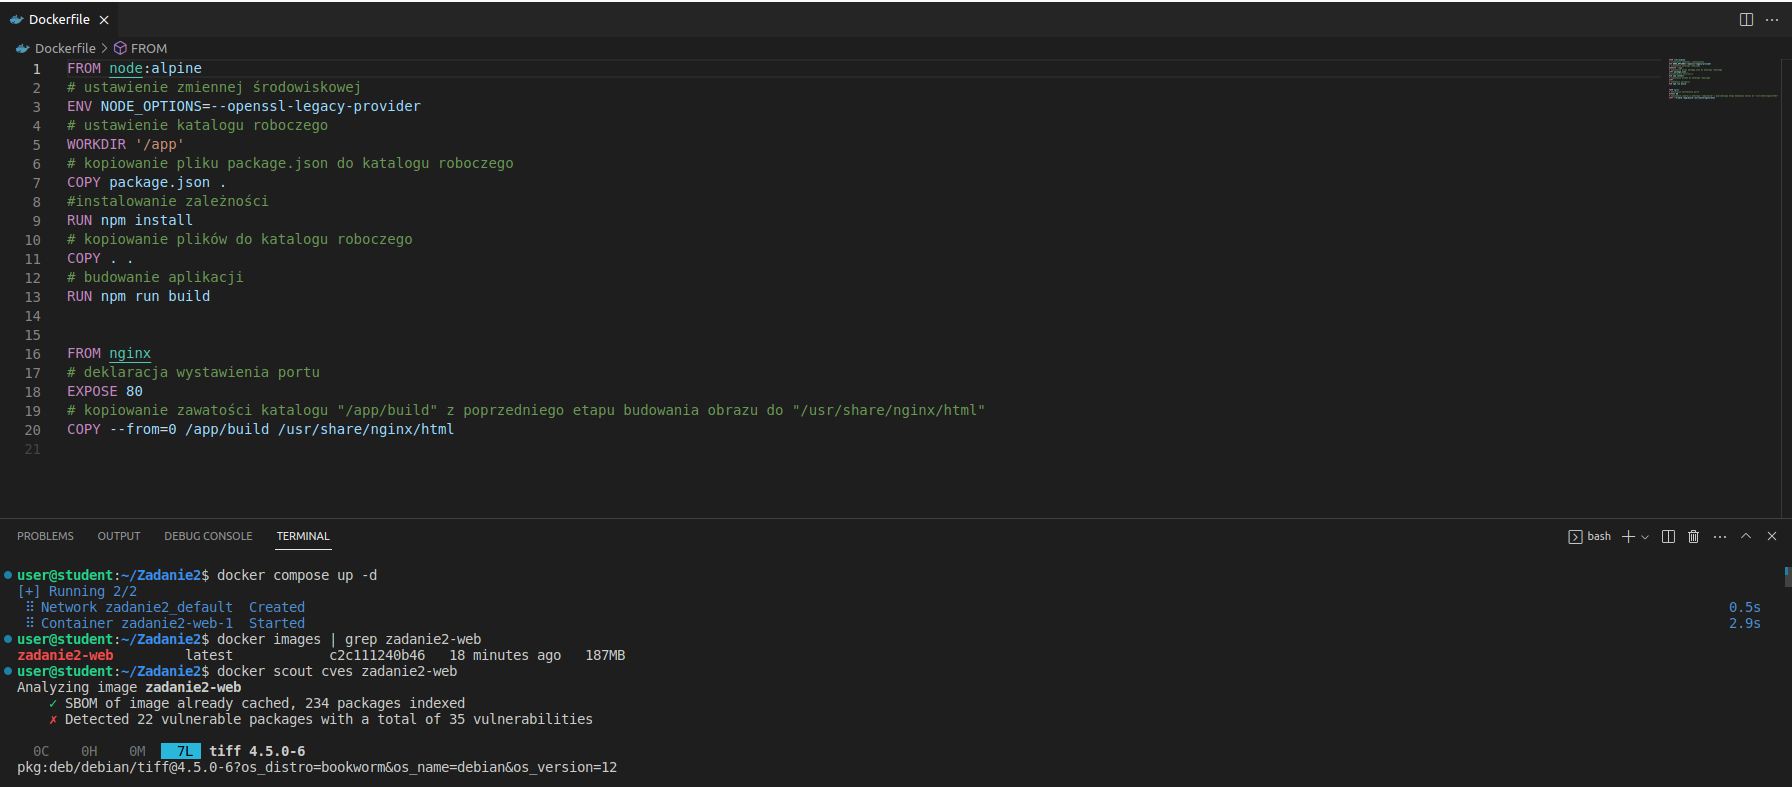 Dockerfile
Dockerfile > FROM
1 FROM node:alpine
2 # ustawienie zmiennej środowiskowej
3 ENV NODE_OPTIONS=--openssl-legacy-provider
4 # ustawienie katalogu roboczego
5 WORKDIR '/app'
6 # kopiowanie pliku package.json do katalogu roboczego
7 COPY package.json .
8 #instalowanie zależności
9 RUN npm install
10 # kopiowanie plików do katalogu roboczego
11 COPY . .
12 # budowanie aplikacji
13 RUN npm run build
14
15
16 FROM nginx
17 # deklaracja wystawienia portu
18 EXPOSE 80
19 # kopiowanie zawatości katalogu "/app/build" z poprzedniego etapu budowania obrazu do "/usr/share/nginx/html"
20 COPY --from=0 /app/build /usr/share/nginx/html
21
PROBLEMS OUTPUT DEBUG CONSOLE TERMINAL bash
user@student:~/Zadanie2$ docker compose up -d
[+] Running 2/2
⠿ Network zadanie2_default Created 0.5s
⠿ Container zadanie2-web-1 Started 2.9s
user@student:~/Zadanie2$ docker images | grep zadanie2-web
zadanie2-web latest c2c111240b46 18 minutes ago 187MB
user@student:~/Zadanie2$ docker scout cves zadanie2-web
Analyzing image zadanie2-web
✓ SBOM of image already cached, 234 packages indexed
✗ Detected 22 vulnerable packages with a total of 35 vulnerabilities
0C 0H 0M 7L tiff 4.5.0-6
pkg:deb/debian/tiff@4.5.0-6?os_distro=bookworm&os_name=debian&os_version=12